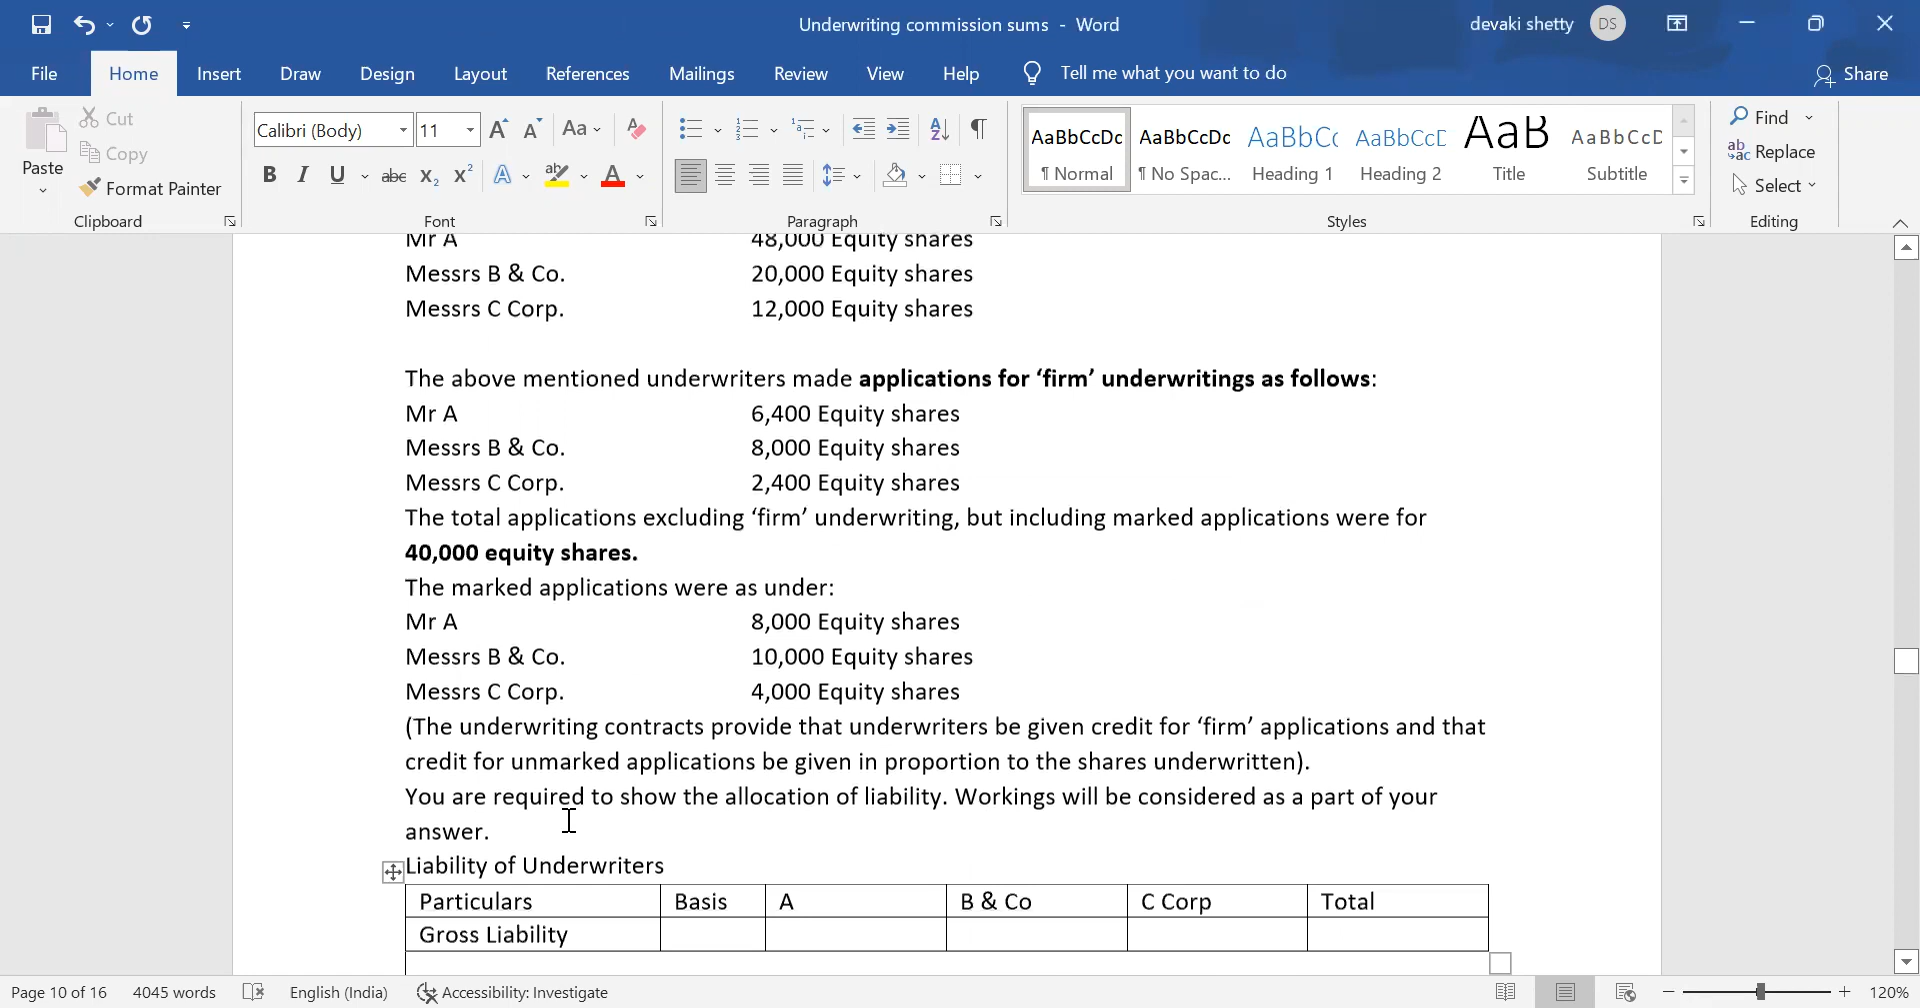 Underwriting commission sums - Word
devaki shetty DS
File Home Insert Draw Design Layout References Mailings Review View Help Tell me what you want to do Share
Paste
Cut
Copy
Format Painter
Clipboard
Calibri (Body) 11
Font
Paragraph
AaBbCcDc AaBbCcDc AaBbCc AaBbCcD AaB AaBbCcD
¶ Normal ¶ No Spac... Heading 1 Heading 2 Title Subtitle
Styles
Find
Replace
Select
Editing
Mr A 48,000 Equity shares
Messrs B & Co. 20,000 Equity shares
Messrs C Corp. 12,000 Equity shares
The above mentioned underwriters made applications for ‘firm’ underwritings as follows:
Mr A 6,400 Equity shares
Messrs B & Co. 8,000 Equity shares
Messrs C Corp. 2,400 Equity shares
The total applications excluding ‘firm’ underwriting, but including marked applications were for
40,000 equity shares.
The marked applications were as under:
Mr A 8,000 Equity shares
Messrs B & Co. 10,000 Equity shares
Messrs C Corp. 4,000 Equity shares
(The underwriting contracts provide that underwriters be given credit for ‘firm’ applications and that
credit for unmarked applications be given in proportion to the shares underwritten).
You are required to show the allocation of liability. Workings will be considered as a part of your
answer.
Liability of Underwriters
Particulars Basis A B & Co C Corp Total
Gross Liability
Page 10 of 16 4045 words English (India) Accessibility: Investigate 120%